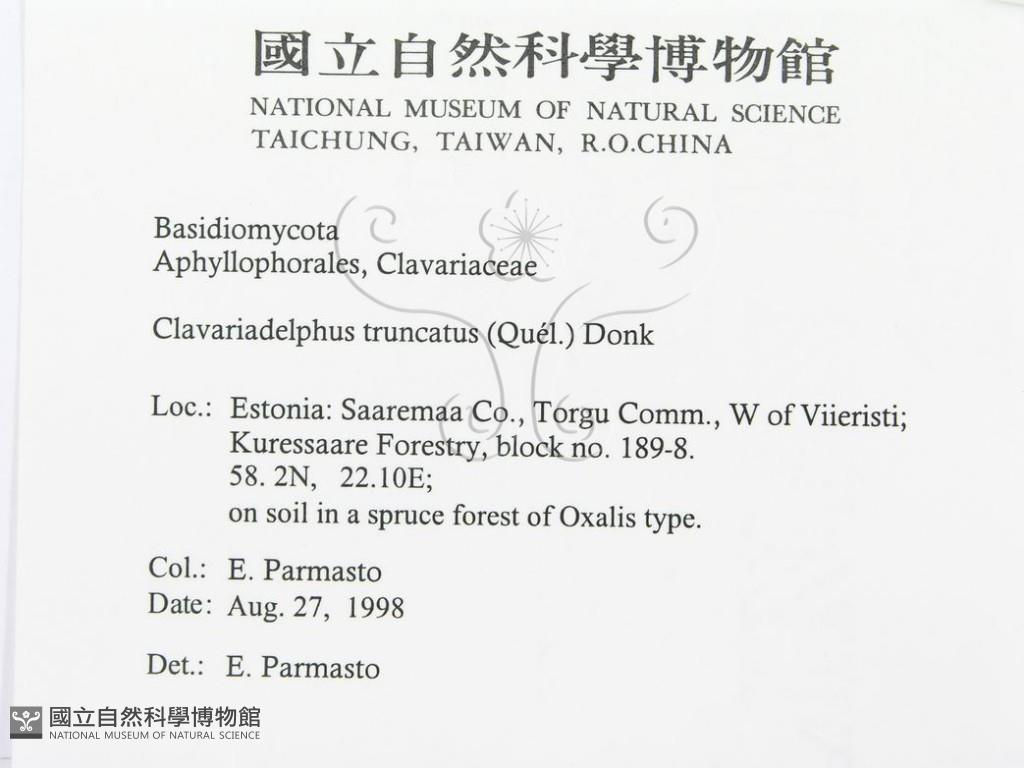 國立自然科學博物館
NATIONAL MUSEUM OF NATURAL SCIENCE
TAICHUNG, TAIWAN, R.O.CHINA
Basidiomycota
Aphyllophorales, Clavariaceae
Clavariadelphus truncatus (Quél.) Donk
Loc.: Estonia: Saaremaa Co., Torgu Comm., W of Viieristi;
Kuressaare Forestry, block no. 189-8.
58. 2N, 22.10E;
on soil in a spruce forest of Oxalis type.
Col.: E. Parmasto
Date: Aug. 27, 1998
Det.: E. Parmasto
國立自然科學博物館
NATIONAL MUSEUM OF NATURAL SCIENCE